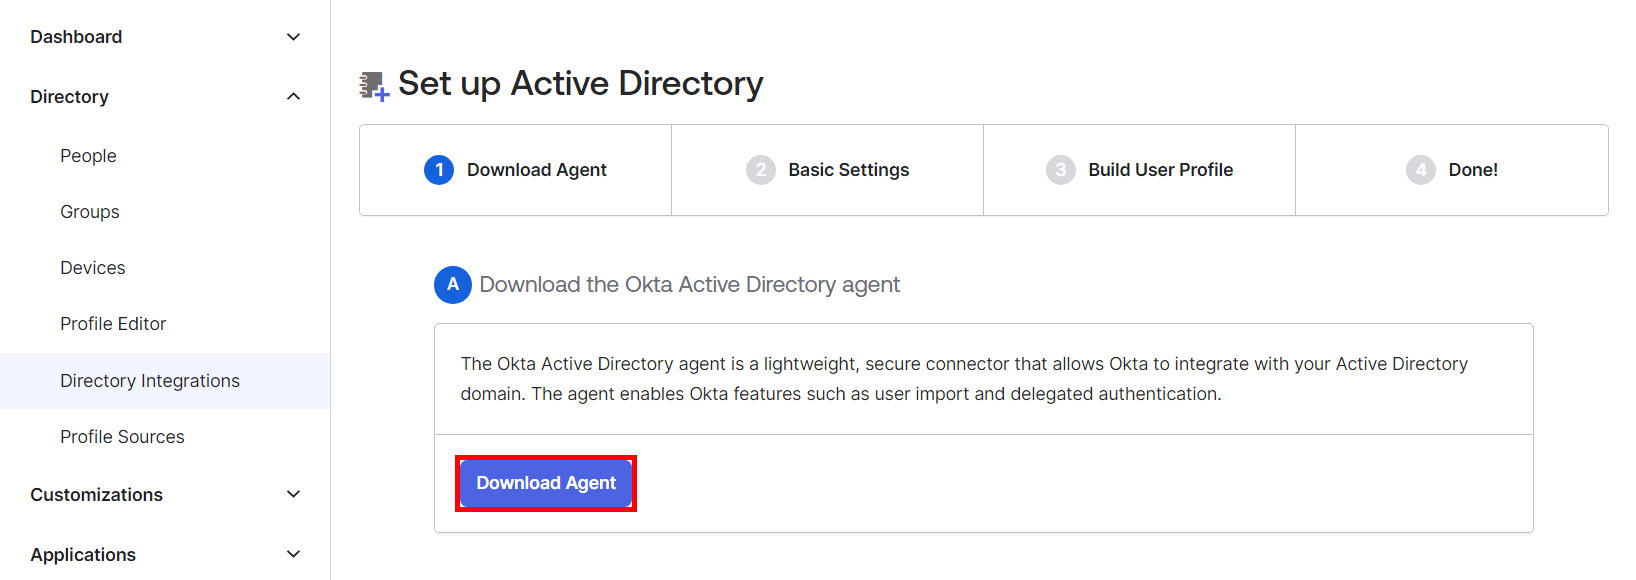 Dashboard
Directory
People
Groups
Devices
Profile Editor
Directory Integrations
Profile Sources
Customizations
Applications
Set up Active Directory
1 Download Agent
2 Basic Settings
3 Build User Profile
4 Done!
A Download the Okta Active Directory agent
The Okta Active Directory agent is a lightweight, secure connector that allows Okta to integrate with your Active Directory
domain. The agent enables Okta features such as user import and delegated authentication.
Download Agent